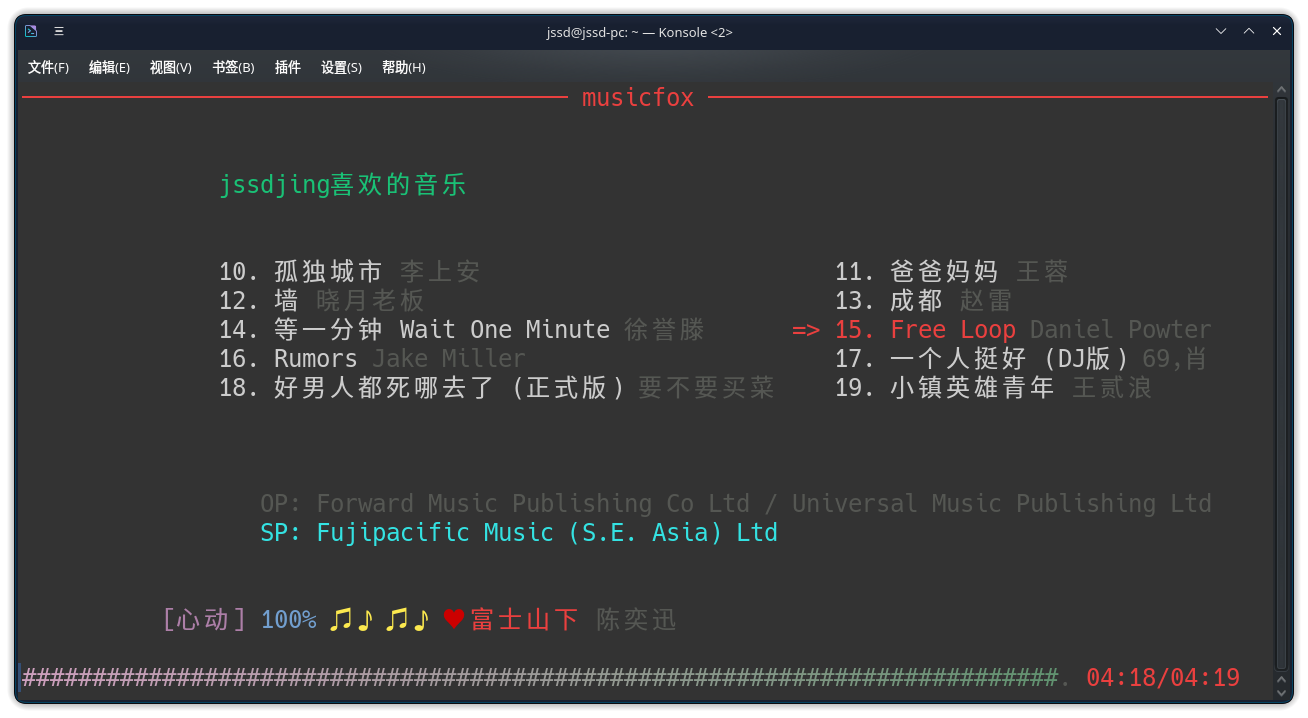 jssd@jssd-pc: ~ — Konsole <2>
文件(F) 编辑(E) 视图(V) 书签(B) 插件 设置(S) 帮助(H)
musicfox
jssdjing喜欢的音乐
10. 孤独城市 李上安 11. 爸爸妈妈 王蓉
12. 墙 晓月老板 13. 成都 赵雷
14. 等一分钟 Wait One Minute 徐誉滕 => 15. Free Loop Daniel Powter
16. Rumors Jake Miller 17. 一个人挺好 (DJ版) 69,肖
18. 好男人都死哪去了 (正式版) 要不要买菜 19. 小镇英雄青年 王贰浪
OP: Forward Music Publishing Co Ltd / Universal Music Publishing Ltd
SP: Fujipacific Music (S.E. Asia) Ltd
[心动] 100% ♫♪ ♫♪ ♥富士山下 陈奕迅
##########################################################################. 04:18/04:19